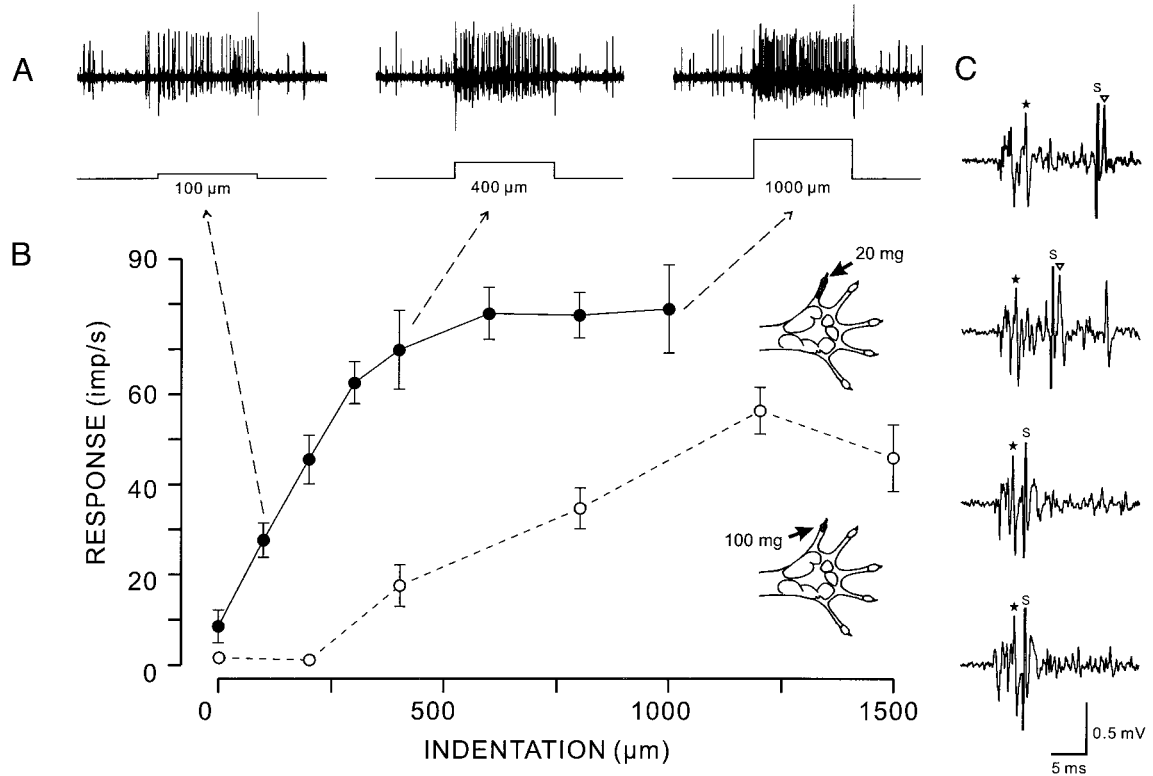 A
100 µm
400 µm
1000 µm
B
RESPONSE (imp/s)
90
60
40
20
0
20 mg
100 mg
0
500
1000
1500
INDENTATION (µm)
C
★
S
▽
★
S
▽
★
S
★
S
0.5 mV
5 ms